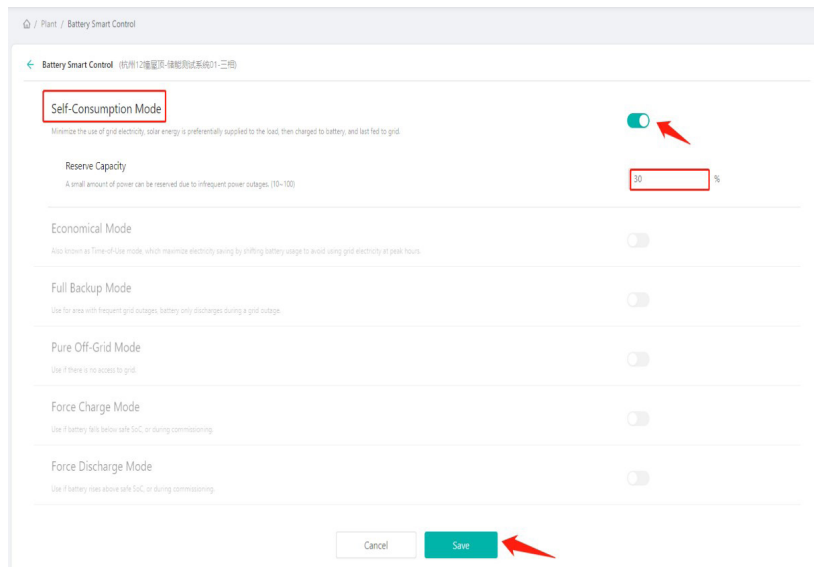 / Plant / Battery Smart Control
Battery Smart Control (杭州12幢屋顶-储能测试系统01-三相)
Self-Consumption Mode
Minimize the use of grid electricity, solar energy is preferentially supplied to the load, then charged to battery, and last fed to grid.
Reserve Capacity
A small amount of power can be reserved due to infrequent power outages. (10~100)
30 %
Economical Mode
Also known as Time-of-Use mode, which maximize electricity saving by shifting battery usage to avoid using grid electricity at peak hours.
Full Backup Mode
Use for area with frequent grid outages, battery only discharges during a grid outage.
Pure Off-Grid Mode
Use if there is no access to grid.
Force Charge Mode
Use if battery falls below safe SoC, or during commissioning.
Force Discharge Mode
Use if battery rises above safe SoC, or during commissioning.
Cancel Save